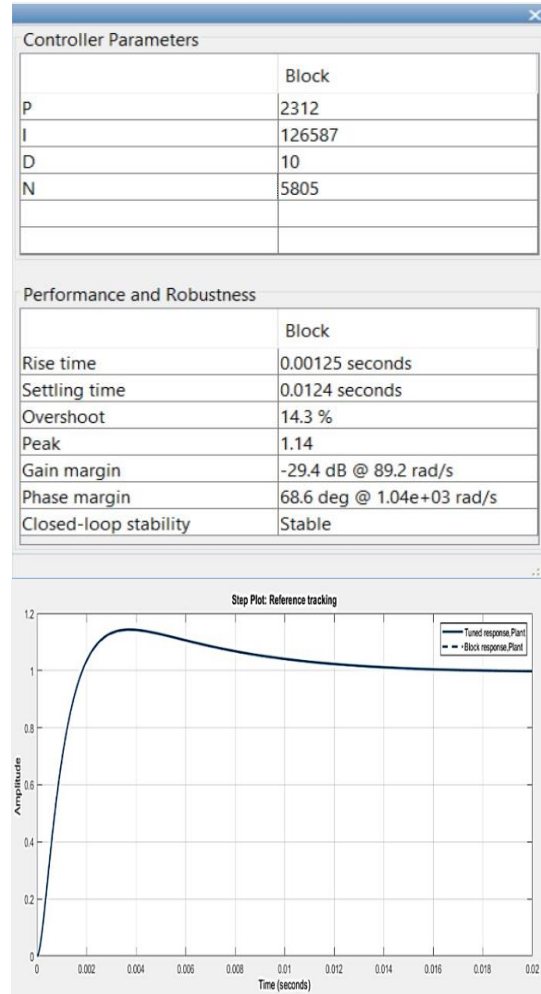 Controller Parameters
Block
P 2312
I 126587
D 10
N 5805
Performance and Robustness
Block
Rise time 0.00125 seconds
Settling time 0.0124 seconds
Overshoot 14.3 %
Peak 1.14
Gain margin -29.4 dB @ 89.2 rad/s
Phase margin 68.6 deg @ 1.04e+03 rad/s
Closed-loop stability Stable
Step Plot: Reference tracking
Tuned response,Plant
Block response,Plant
Amplitude
1.2
1
0.8
0.6
0.4
0.2
0
0 0.002 0.004 0.006 0.008 0.01 0.012 0.014 0.016 0.018 0.02
Time (seconds)